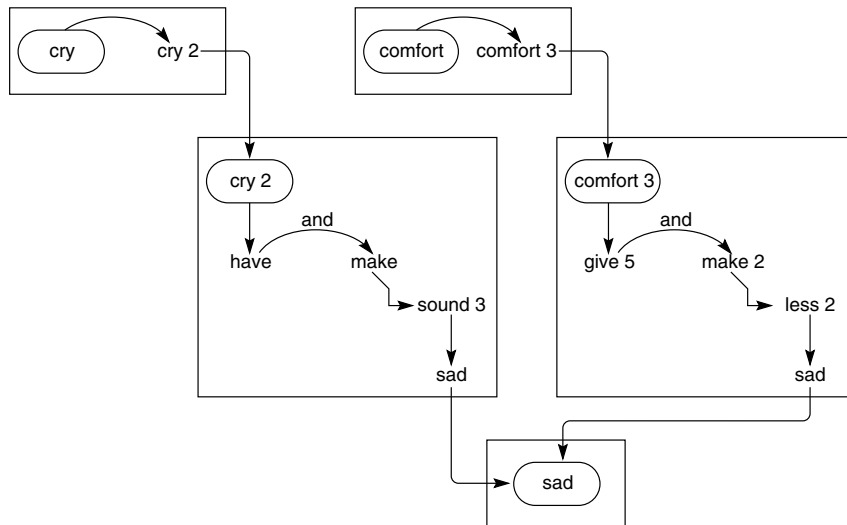 cry cry 2 comfort comfort 3
cry 2 comfort 3
and and
have make give 5 make 2
sound 3 less 2
sad sad
sad